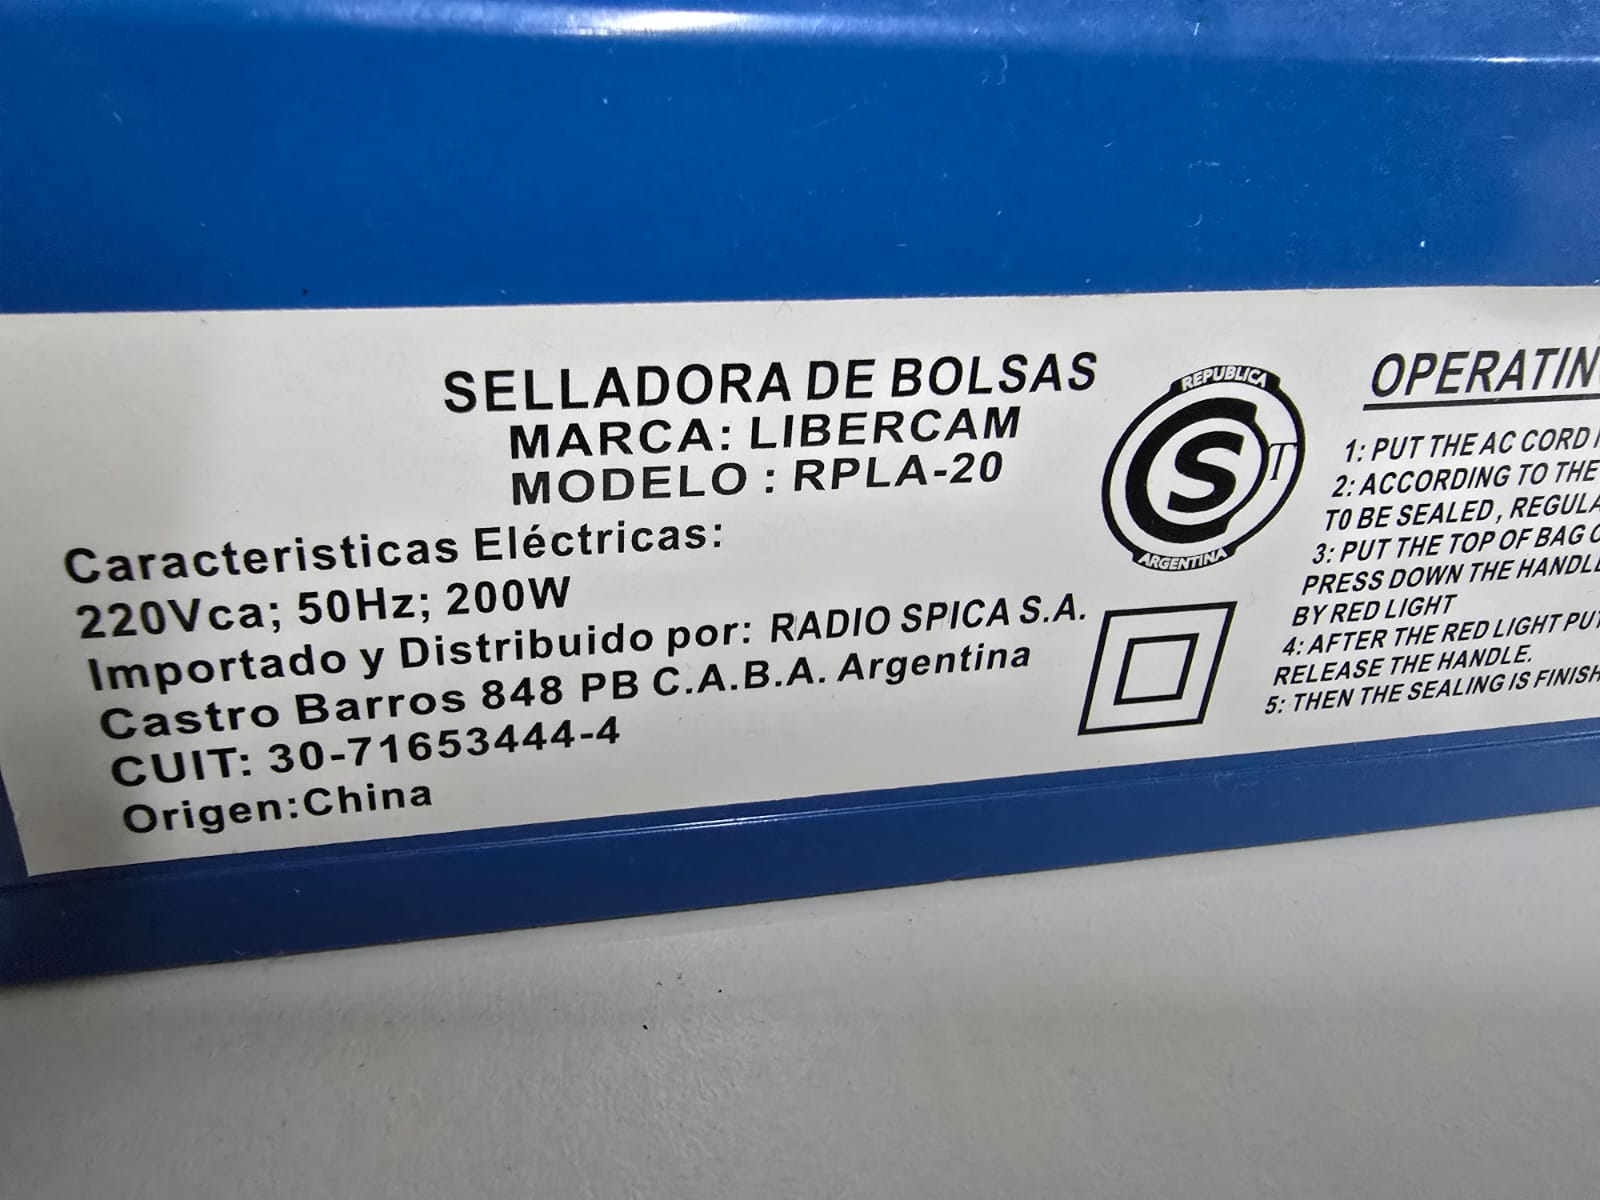 SELLADORA DE BOLSAS
MARCA: LIBERCAM
MODELO : RPLA-20
Caracteristicas Eléctricas:
220Vca; 50Hz; 200W
Importado y Distribuido por: RADIO SPICA S.A.
Castro Barros 848 PB C.A.B.A. Argentina
CUIT: 30-71653444-4
Origen:China
REPUBLICA
S T
ARGENTINA
1: PUT THE AC CORD
2: ACCORDING TO THE
TO BE SEALED,
3: PUT THE TOP OF BAG
PRESS DOWN THE
BY RED LIGHT
4: AFTER THE RED LIGHT
RELEASE THE HANDLE.
5: THEN THE SEALING IS